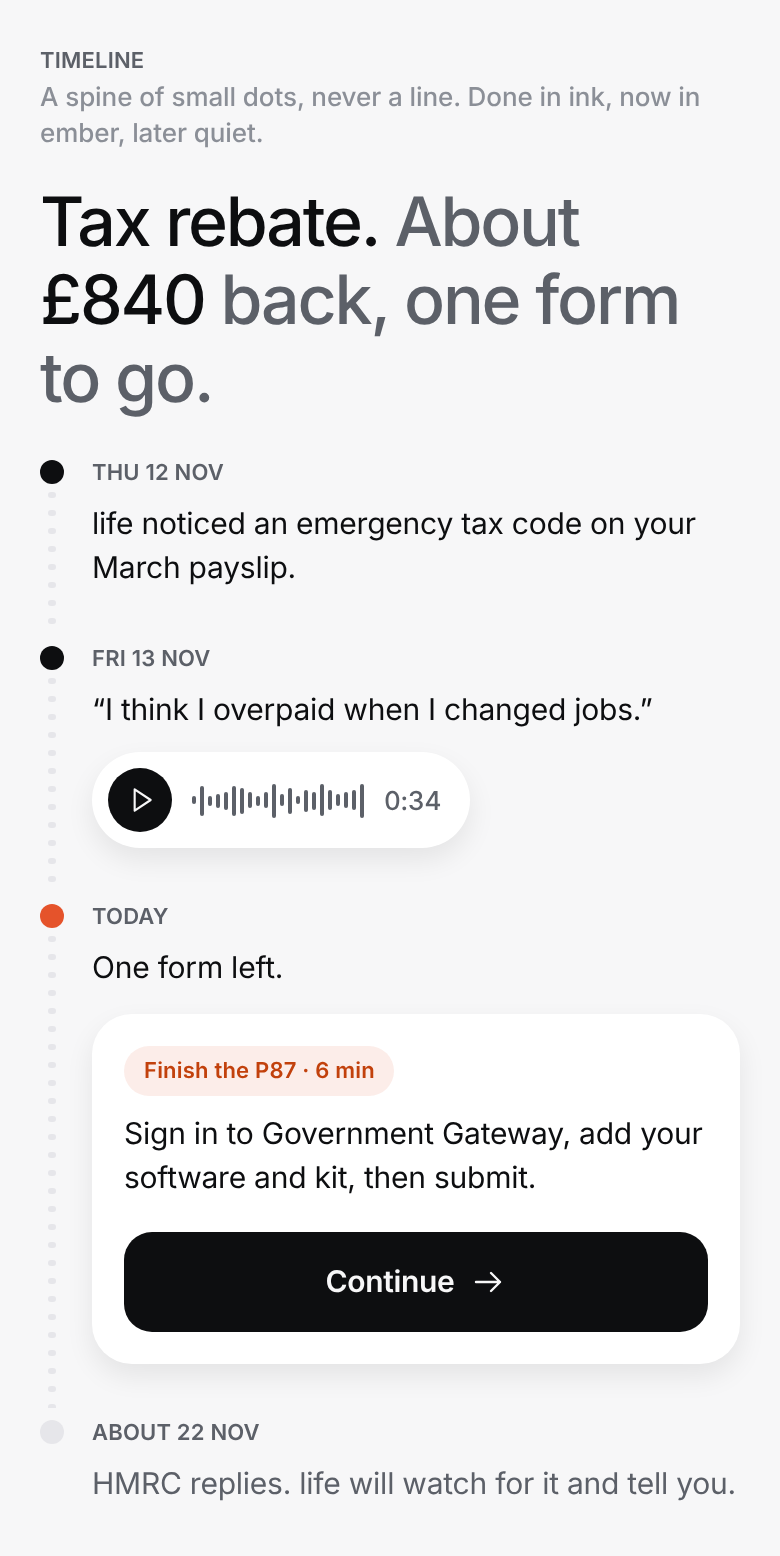 TIMELINE
A spine of small dots, never a line. Done in ink, now in
ember, later quiet.
Tax rebate. About
£840 back, one form
to go.
THU 12 NOV
life noticed an emergency tax code on your
March payslip.
FRI 13 NOV
“I think I overpaid when I changed jobs.”
0:34
TODAY
One form left.
Finish the P87 · 6 min
Sign in to Government Gateway, add your
software and kit, then submit.
Continue →
ABOUT 22 NOV
HMRC replies. life will watch for it and tell you.